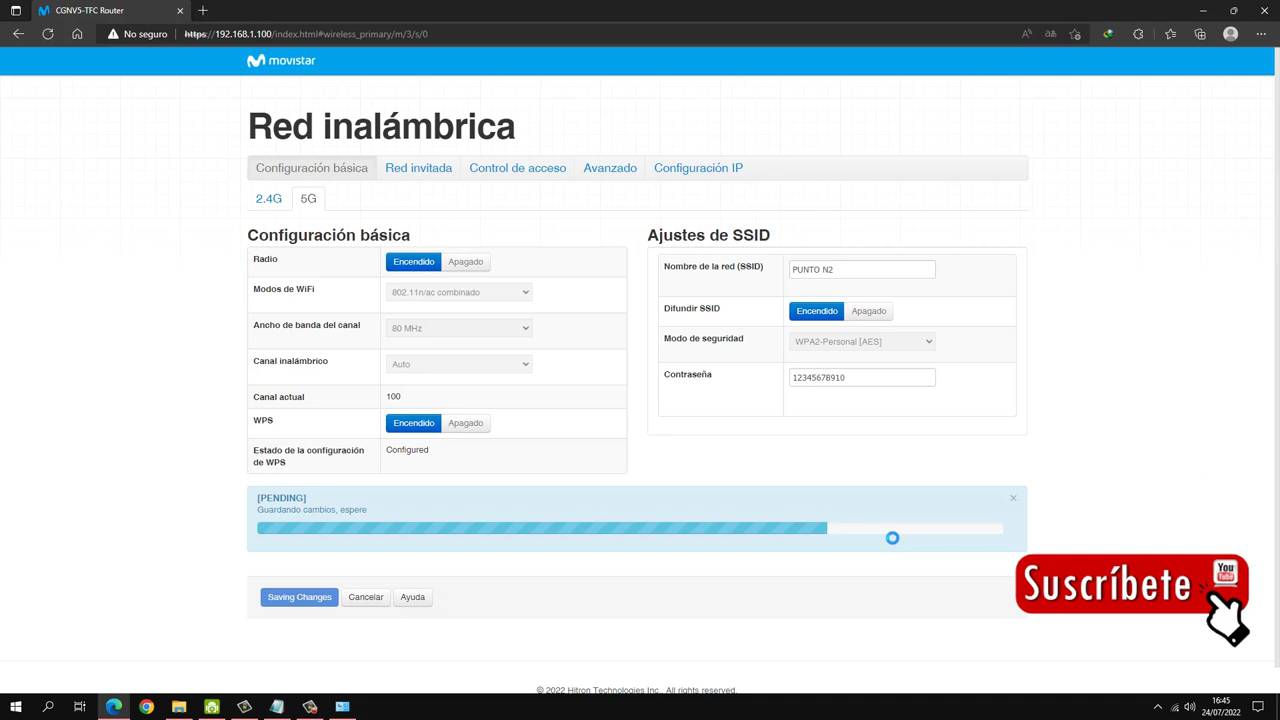 CGNV5-TFC Router
No seguro
https://192.168.1.100/index.html#wireless_primary/m/3/s/0
movistar
Red inalámbrica
Configuración básica
Red invitada
Control de acceso
Avanzado
Configuración IP
2.4G
5G
Configuración básica
Radio
Encendido
Apagado
Modos de WiFi
802.11n/ac combinado
Ancho de banda del canal
80 MHz
Canal inalámbrico
Auto
Canal actual
100
WPS
Encendido
Apagado
Estado de la configuración
de WPS
Configured
Ajustes de SSID
Nombre de la red (SSID)
PUNTO N2
Difundir SSID
Encendido
Apagado
Modo de seguridad
WPA2-Personal [AES]
Contraseña
12345678910
[PENDING]
Guardando cambios, espere
Saving Changes
Cancelar
Ayuda
Suscríbete
You
Tube
© 2022 Hitron Technologies Inc.. All rights reserved.
16:45
24/07/2022